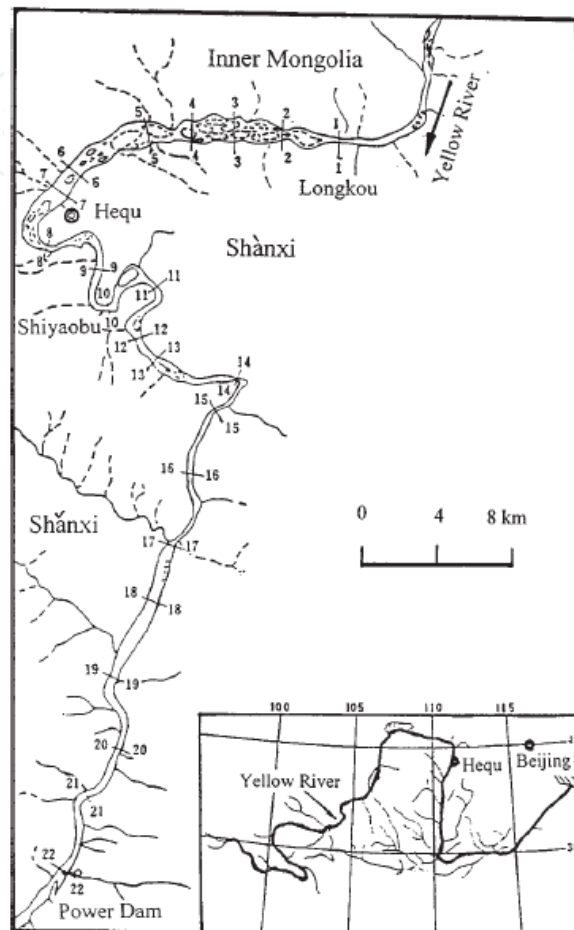 Inner Mongolia
Yellow River
5 4 3 2 1
5 4 3 2 1
Longkou
6
6
7
7
Hequ
Shànxi
8
8
9 9
10
11
11
Shiyaobu
10
12
12
13
13
14
14
15
15
16
16
0 4 8 km
Shǎnxi
17
17
18
18
19
19
20
20
21
21
22
22
Power Dam
100 105 110 115
Beijing
Hequ
Yellow River